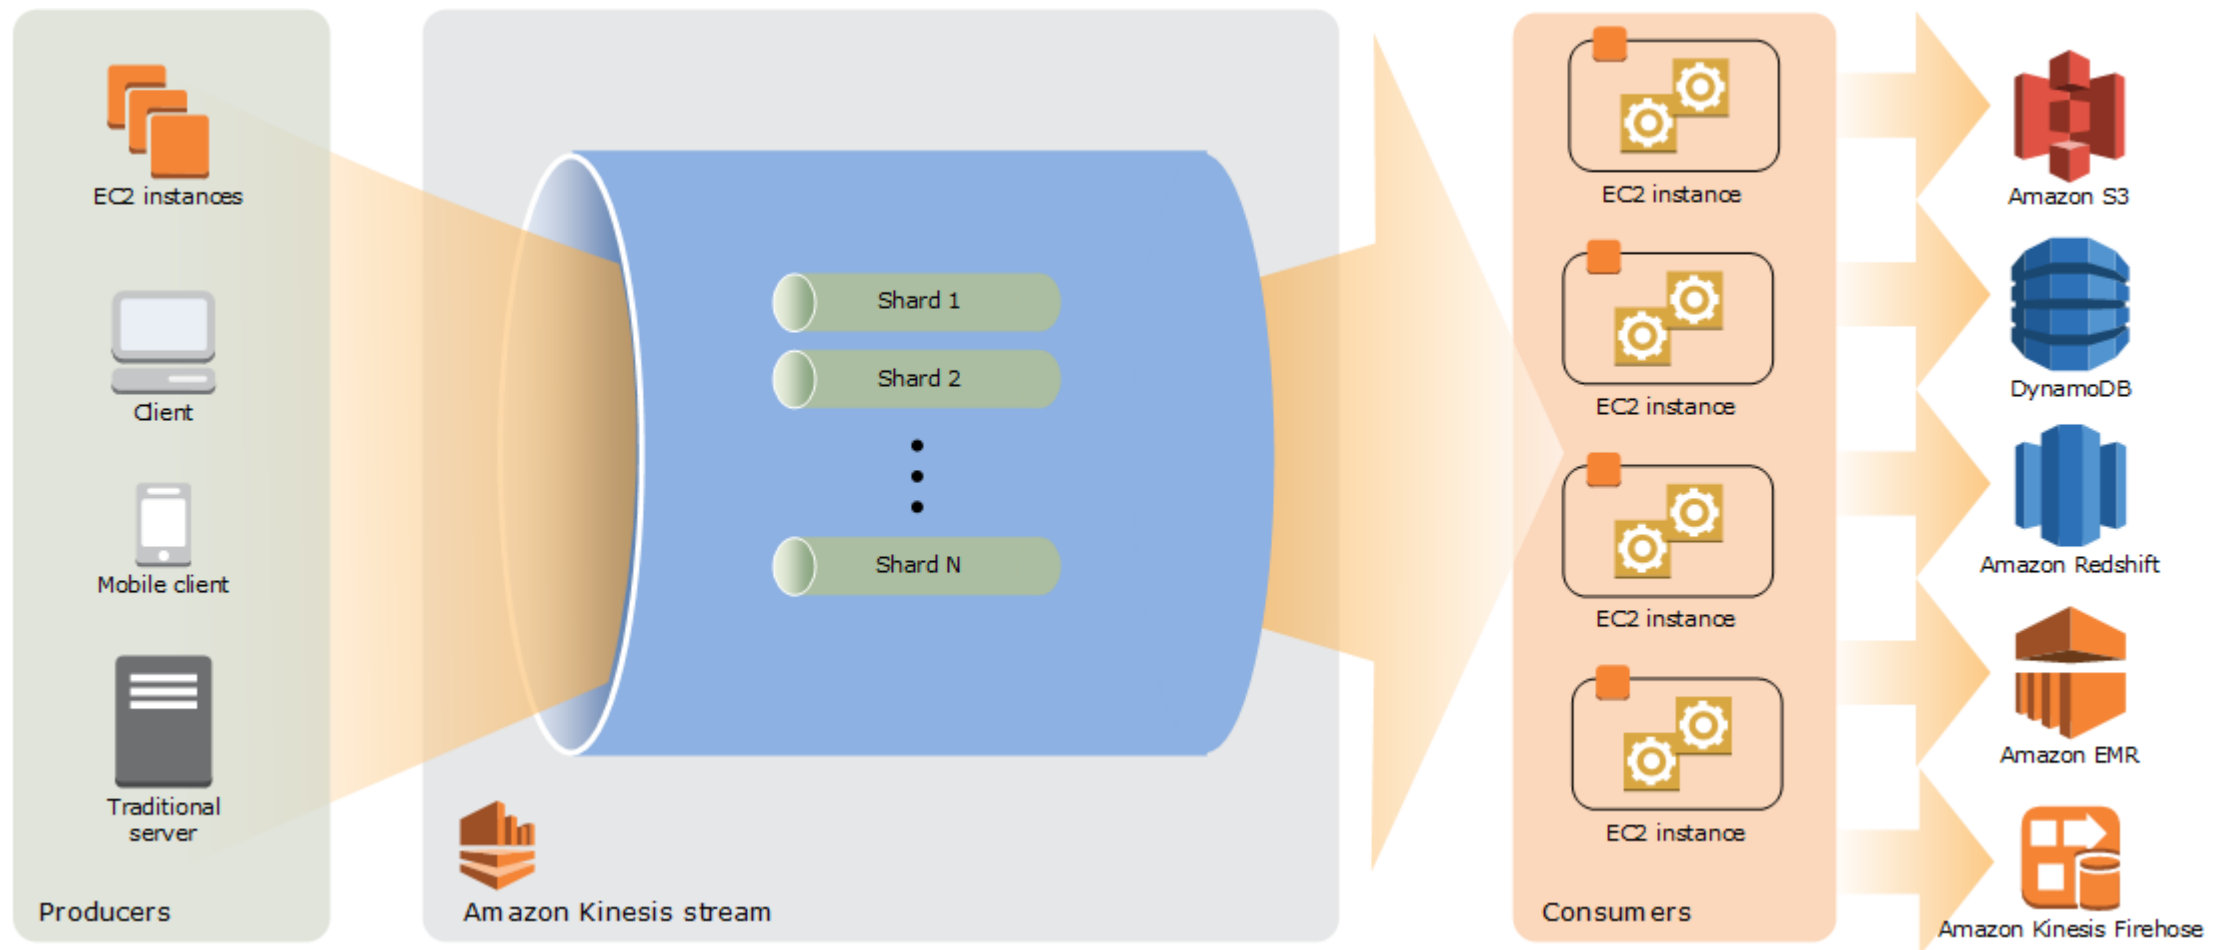 EC2 instances
Client
Mobile client
Traditional
server
Producers
Shard 1
Shard 2
Shard N
Amazon Kinesis stream
EC2 instance
EC2 instance
EC2 instance
EC2 instance
Consumers
Amazon S3
DynamoDB
Amazon Redshift
Amazon EMR
Amazon Kinesis Firehose